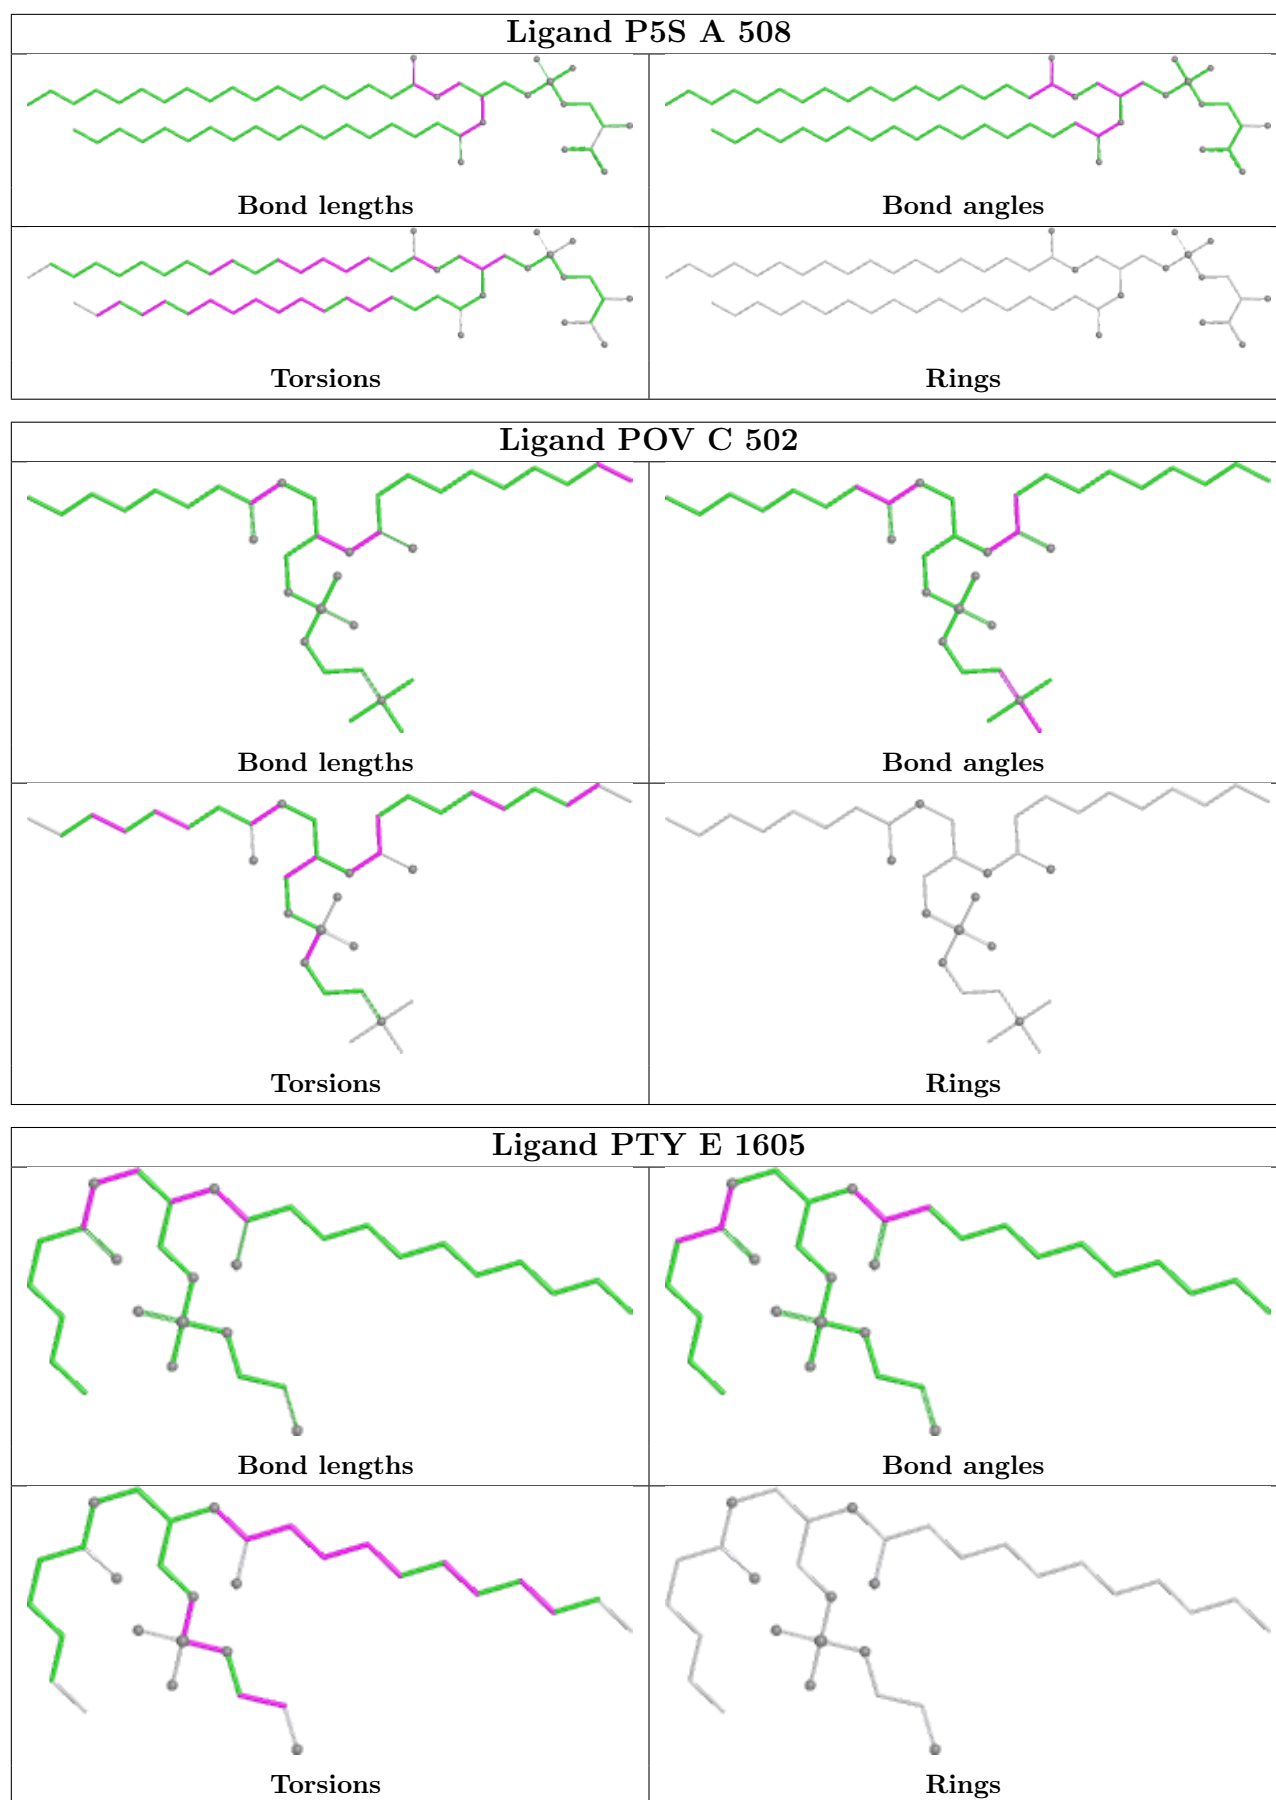 Ligand P5S A 508
Bond lengths
Bond angles
Torsions
Rings
Ligand POV C 502
Bond lengths
Bond angles
Torsions
Rings
Ligand PTY E 1605
Bond lengths
Bond angles
Torsions
Rings